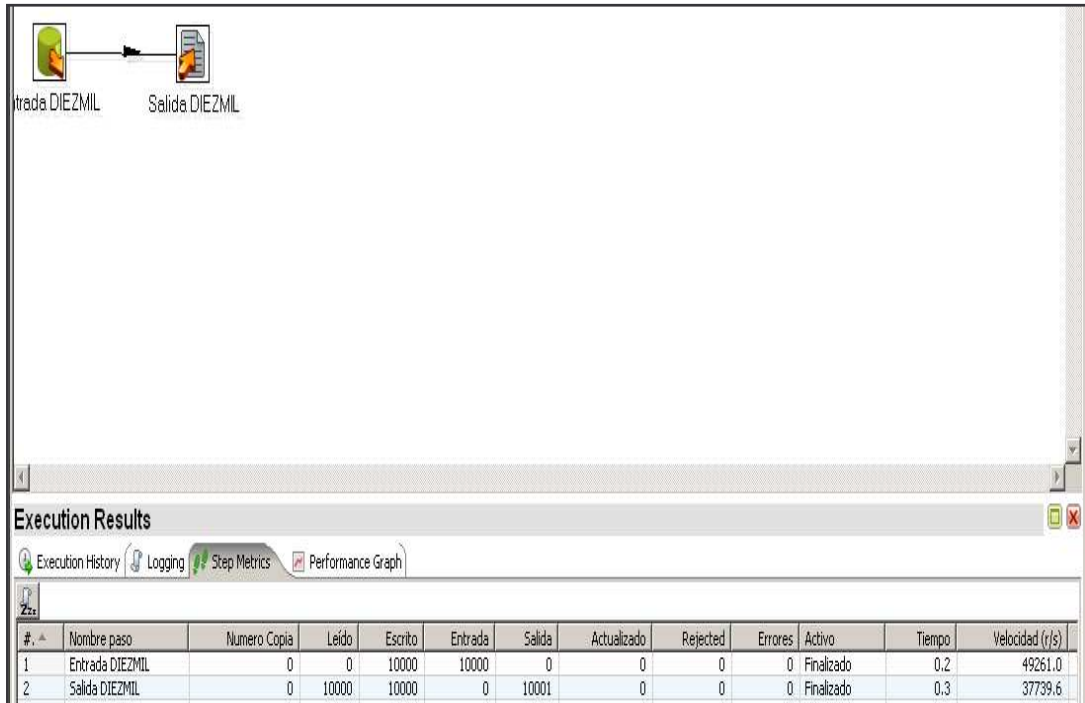 trada DIEZMIL Salida DIEZMIL
Execution Results
Execution History Logging Step Metrics Performance Graph
#. Nombre paso Numero Copia Leído Escrito Entrada Salida Actualizado Rejected Errores Activo Tiempo Velocidad (r/s)
1 Entrada DIEZMIL 0 0 10000 10000 0 0 0 0 Finalizado 0.2 49261.0
2 Salida DIEZMIL 0 10000 10000 0 10001 0 0 0 Finalizado 0.3 37739.6